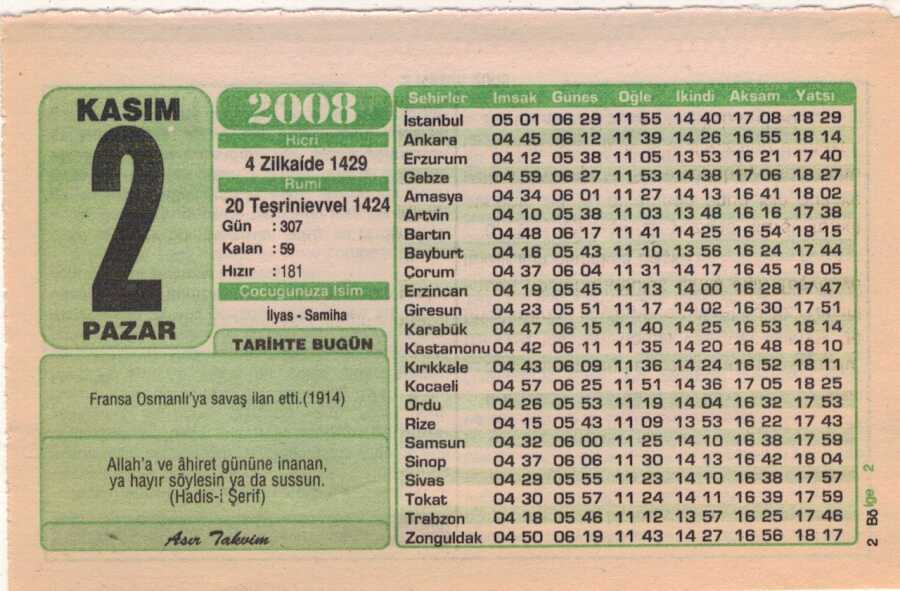 KASIM
2
PAZAR
2008
Hicri
4 Zilkaide 1429
Rumi
20 Teşrinievvel 1424
Gün : 307
Kalan : 59
Hızır : 181
Çocuğunuza İsim
İlyas - Samiha
TARİHTE BUGÜN
Fransa Osmanlı'ya savaş ilan etti.(1914)
Allah'a ve âhiret gününe inanan,
ya hayır söylesin ya da sussun.
(Hadis-i Şerif)
Asır Takvim
Şehirler İmsak Güneş Öğle İkindi Akşam Yatsı
İstanbul 05 01 06 29 11 55 14 40 17 08 18 29
Ankara 04 45 06 12 11 39 14 26 16 55 18 14
Erzurum 04 12 05 38 11 05 13 53 16 21 17 40
Gebze 04 59 06 27 11 53 14 38 17 06 18 27
Amasya 04 34 06 01 11 27 14 13 16 41 18 02
Artvin 04 10 05 38 11 03 13 48 16 16 17 38
Bartın 04 48 06 17 11 41 14 25 16 54 18 15
Bayburt 04 16 05 43 11 10 13 56 16 24 17 44
Çorum 04 37 06 04 11 31 14 17 16 45 18 05
Erzincan 04 19 05 45 11 13 14 00 16 28 17 47
Giresun 04 23 05 51 11 17 14 02 16 30 17 51
Karabük 04 47 06 15 11 40 14 25 16 53 18 14
Kastamonu 04 42 06 11 11 35 14 20 16 48 18 10
Kırıkkale 04 43 06 09 11 36 14 24 16 52 18 11
Kocaeli 04 57 06 25 11 51 14 36 17 05 18 25
Ordu 04 26 05 53 11 19 14 04 16 32 17 53
Rize 04 15 05 43 11 09 13 53 16 22 17 43
Samsun 04 32 06 00 11 25 14 10 16 38 17 59
Sinop 04 37 06 06 11 30 14 13 16 42 18 04
Sivas 04 29 05 55 11 23 14 10 16 38 17 57
Tokat 04 30 05 57 11 24 14 11 16 39 17 59
Trabzon 04 18 05 46 11 12 13 57 16 25 17 46
Zonguldak 04 50 06 19 11 43 14 27 16 56 18 17
2 Bölge 2